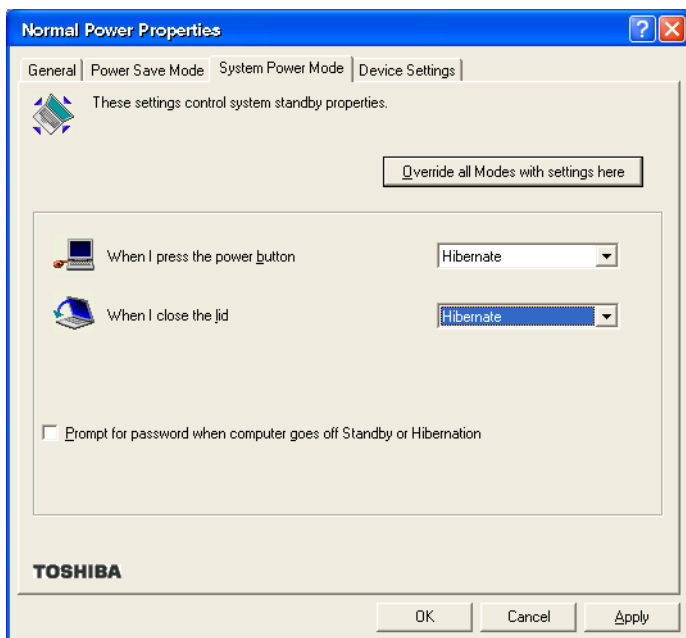 Normal Power Properties
General Power Save Mode System Power Mode Device Settings
These settings control system standby properties.
Override all Modes with settings here
When I press the power button Hibernate
When I close the lid Hibernate
Prompt for password when computer goes off Standby or Hibernation
TOSHIBA
OK Cancel Apply